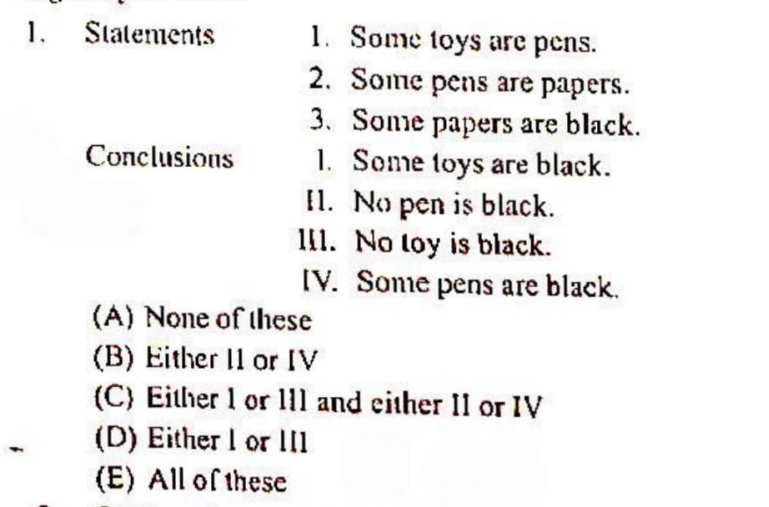 1. Statements 1. Some toys are pens.
2. Some pens are papers.
3. Some papers are black.
Conclusions I. Some toys are black.
II. No pen is black.
III. No toy is black.
IV. Some pens are black.
(A) None of these
(B) Either II or IV
(C) Either I or III and either II or IV
(D) Either I or III
(E) All of these